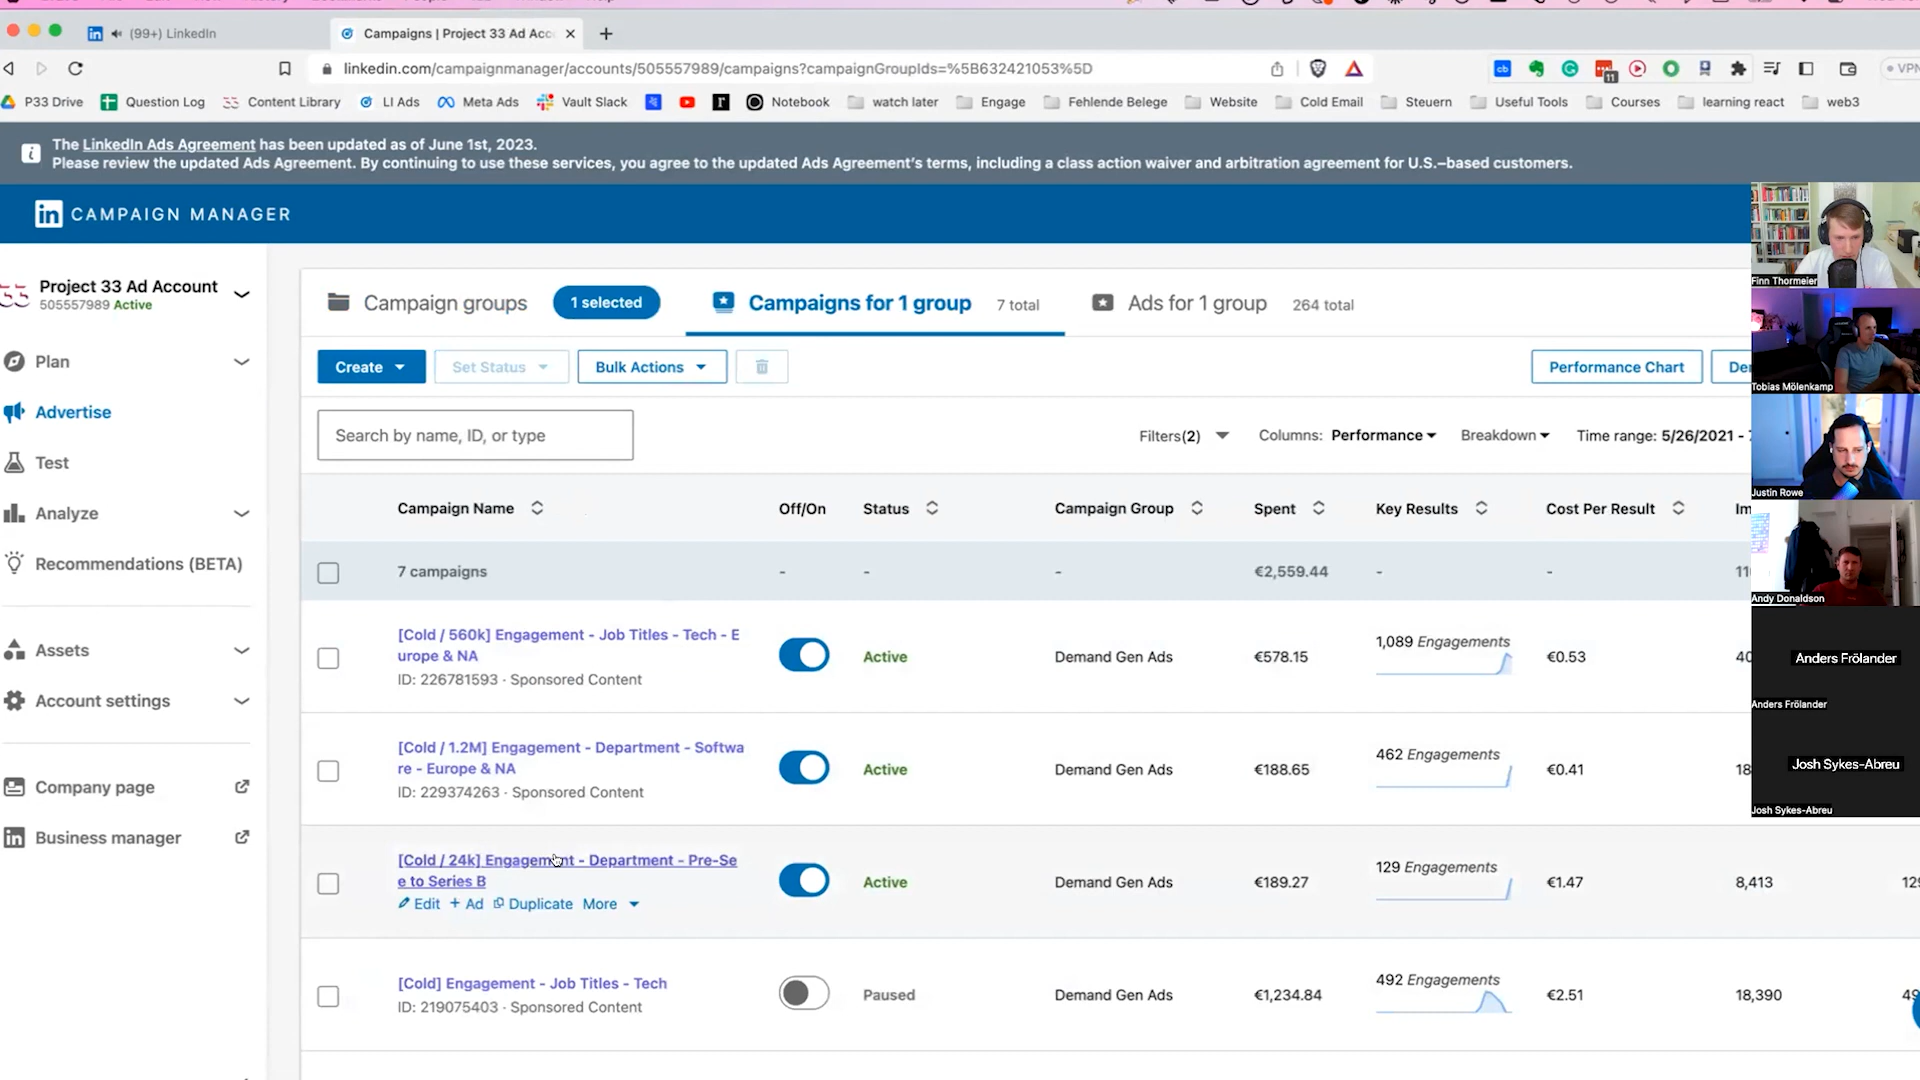 (99+) LinkedIn
Campaigns | Project 33 Ad Acc
linkedin.com/campaignmanager/accounts/505557989/campaigns?campaignGroupIds=%5B632421053%5D
11
VPN
P33 Drive
Question Log
Content Library
LI Ads
Meta Ads
Vault Slack
Notebook
watch later
Engage
Fehlende Belege
Website
Cold Email
Steuern
Useful Tools
Courses
learning react
web3
The LinkedIn Ads Agreement has been updated as of June 1st, 2023.
Please review the updated Ads Agreement. By continuing to use these services, you agree to the updated Ads Agreement's terms, including a class action waiver and arbitration agreement for U.S.–based customers.
in CAMPAIGN MANAGER
Project 33 Ad Account
505557989 Active
Plan
Advertise
Test
Analyze
Recommendations (BETA)
Assets
Account settings
Company page
Business manager
Campaign groups
1 selected
Campaigns for 1 group
7 total
Ads for 1 group
264 total
Create
Set Status
Bulk Actions
Performance Chart
Search by name, ID, or type
Filters(2)
Columns: Performance
Breakdown
Time range: 5/26/2021 -
Campaign Name
Off/On
Status
Campaign Group
Spent
Key Results
Cost Per Result
7 campaigns
-
-
-
€2,559.44
-
-
[Cold / 560k] Engagement - Job Titles - Tech - E
urope & NA
ID: 226781593 · Sponsored Content
Active
Demand Gen Ads
€578.15
1,089 Engagements
€0.53
[Cold / 1.2M] Engagement - Department - Softwa
re - Europe & NA
ID: 229374263 · Sponsored Content
Active
Demand Gen Ads
€188.65
462 Engagements
€0.41
[Cold / 24k] Engagement - Department - Pre-Se
e to Series B
Edit + Ad Duplicate More
Active
Demand Gen Ads
€189.27
129 Engagements
€1.47
8,413
[Cold] Engagement - Job Titles - Tech
ID: 219075403 · Sponsored Content
Paused
Demand Gen Ads
€1,234.84
492 Engagements
€2.51
18,390
Finn Thormeier
Tobias Mölenkamp
Justin Rowe
Andy Donaldson
Anders Frölander
Anders Frölander
Josh Sykes-Abreu
Josh Sykes-Abreu